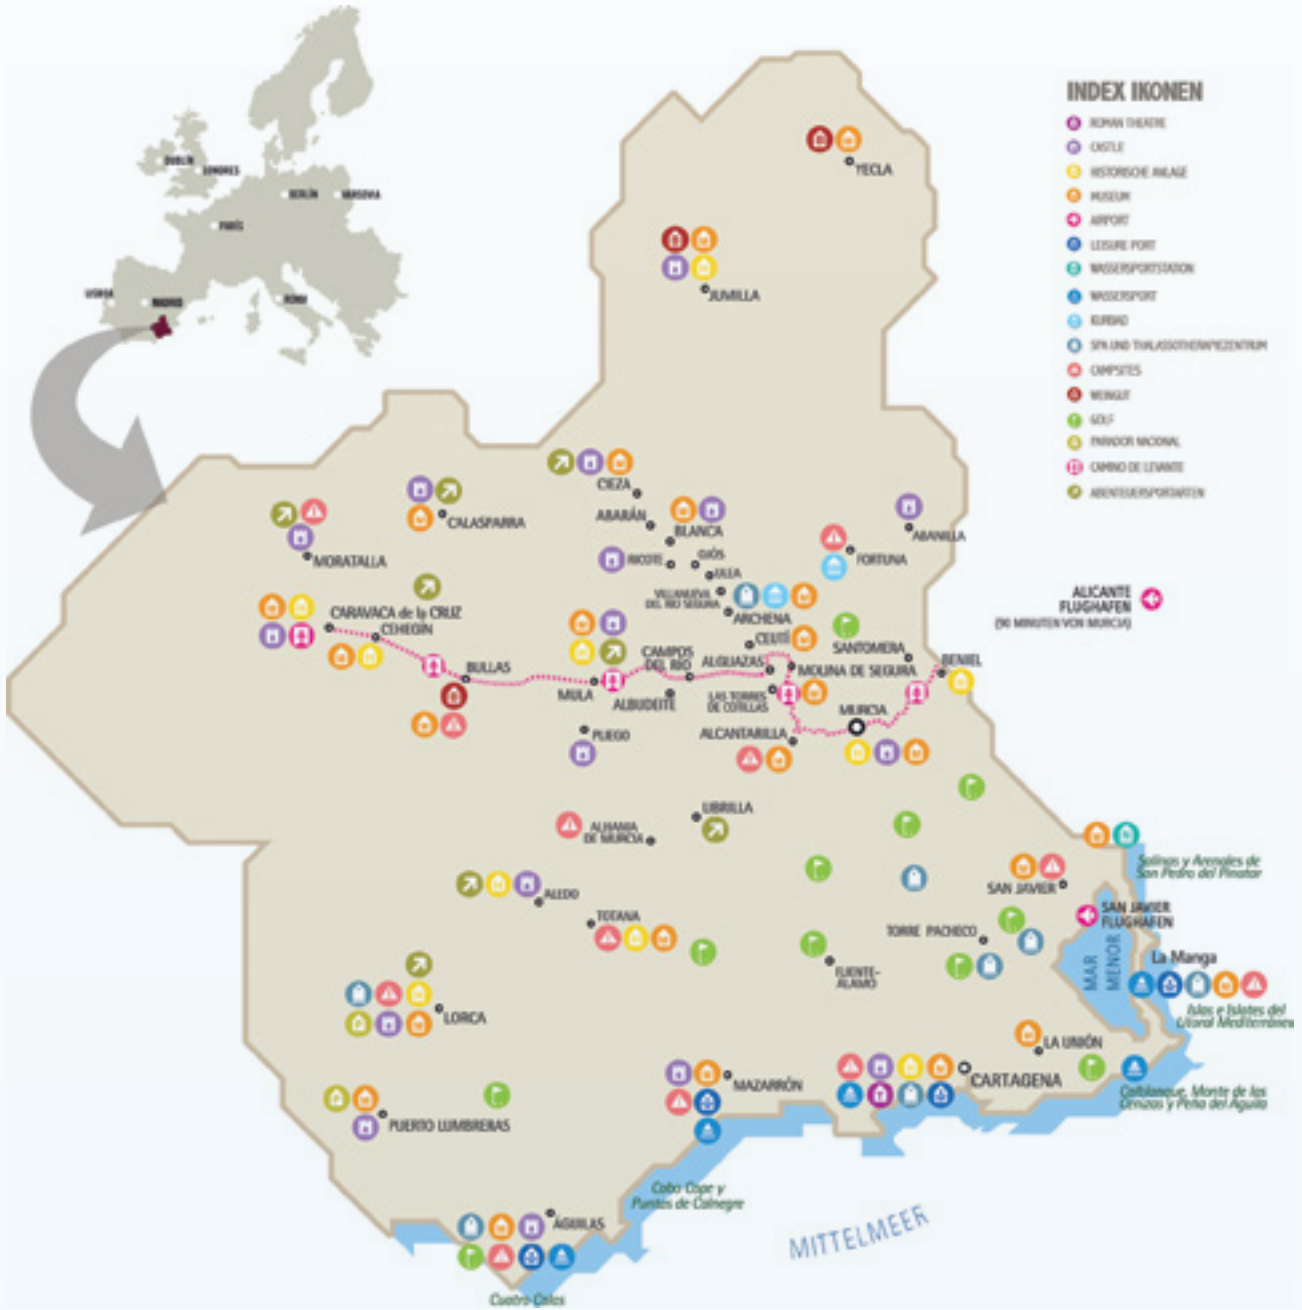 DUBLÍN
LONDRES
BERLÍN
VARSOVIA
PARÍS
LISBOA
MADRID
ROMA
INDEX IKONEN
ROMAN THEATRE
CASTLE
HISTORISCHE ANLAGE
MUSEUM
AIRPORT
LEISURE PORT
WASSERSPORTSTATION
WASSERSPORT
KURBAD
SPA UND THALASSOTHERAPIEZENTRUM
CAMPSITES
WEINGUT
GOLF
PARADOR NACIONAL
CAMINO DE LEVANTE
ABENTEUERSPORTARTEN
YECLA
JUMILLA
CIEZA
CALASPARRA
ABARÁN
BLANCA
ABANILLA
MORATALLA
RICOTE
OJÓS
FORTUNA
ULEA
VILLANUEVA
DEL RÍO SEGURA
ARCHENA
ALICANTE
FLUGHAFEN
(90 MINUTEN VON MURCIA)
CARAVACA de la CRUZ
CEHEGÍN
CEUTÍ
SANTOMERA
CAMPOS
DEL RÍO
ALGUAZAS
MOLINA DE SEGURA
BENIEL
BULLAS
MULA
ALBUDEITE
LAS TORRES
DE COTILLAS
MURCIA
PLIEGO
ALCANTARILLA
LIBRILLA
ALHAMA
DE MURCIA
Salinas y Arenales de
San Pedro del Pinatar
SAN JAVIER
ALEDO
SAN JAVIER
FLUGHAFEN
TOTANA
TORRE PACHECO
MAR
MENOR
La Manga
FUENTE-
ÁLAMO
Islas e Islotes del
Litoral Mediterráneo
LORCA
LA UNIÓN
MAZARRÓN
CARTAGENA
Calblanque, Monte de las
Cenizas y Peña del Aguila
PUERTO LUMBRERAS
Cabo Cope y
Puntas de Calnegre
ÁGUILAS
MITTELMEER
Cuatro Calas